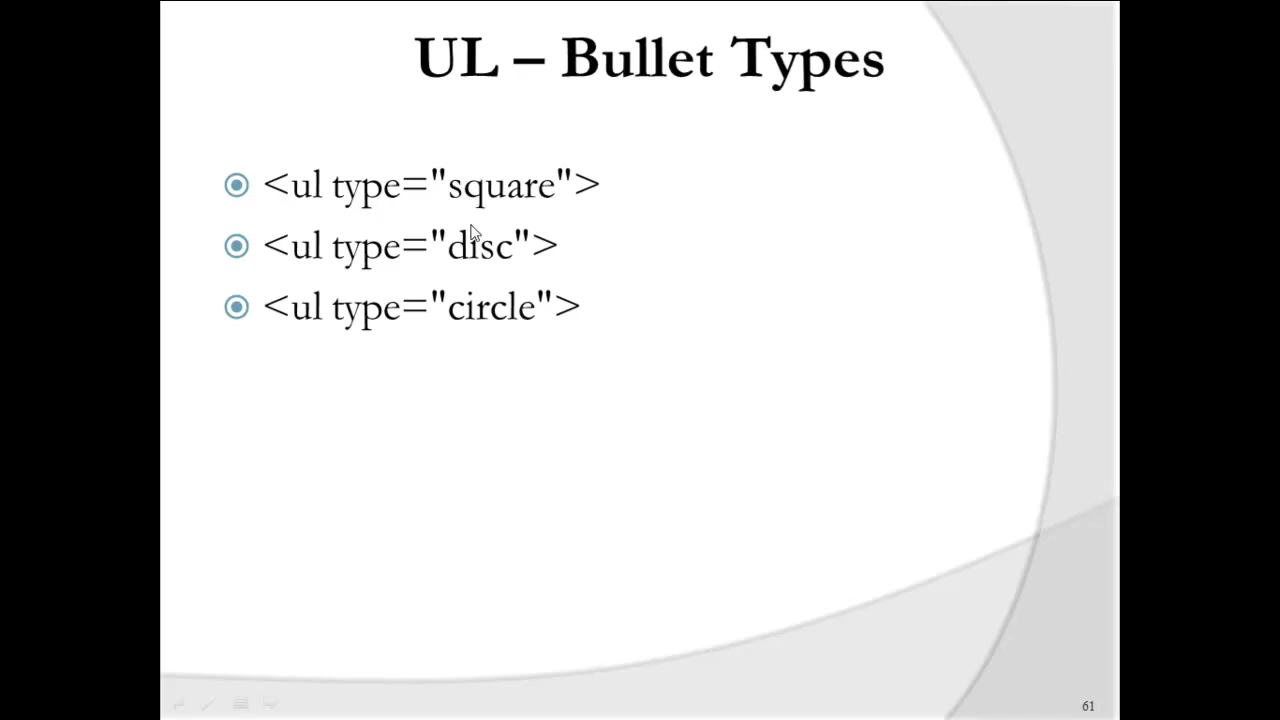 UL – Bullet Types
<ul type="square">
<ul type="disc">
<ul type="circle">
61